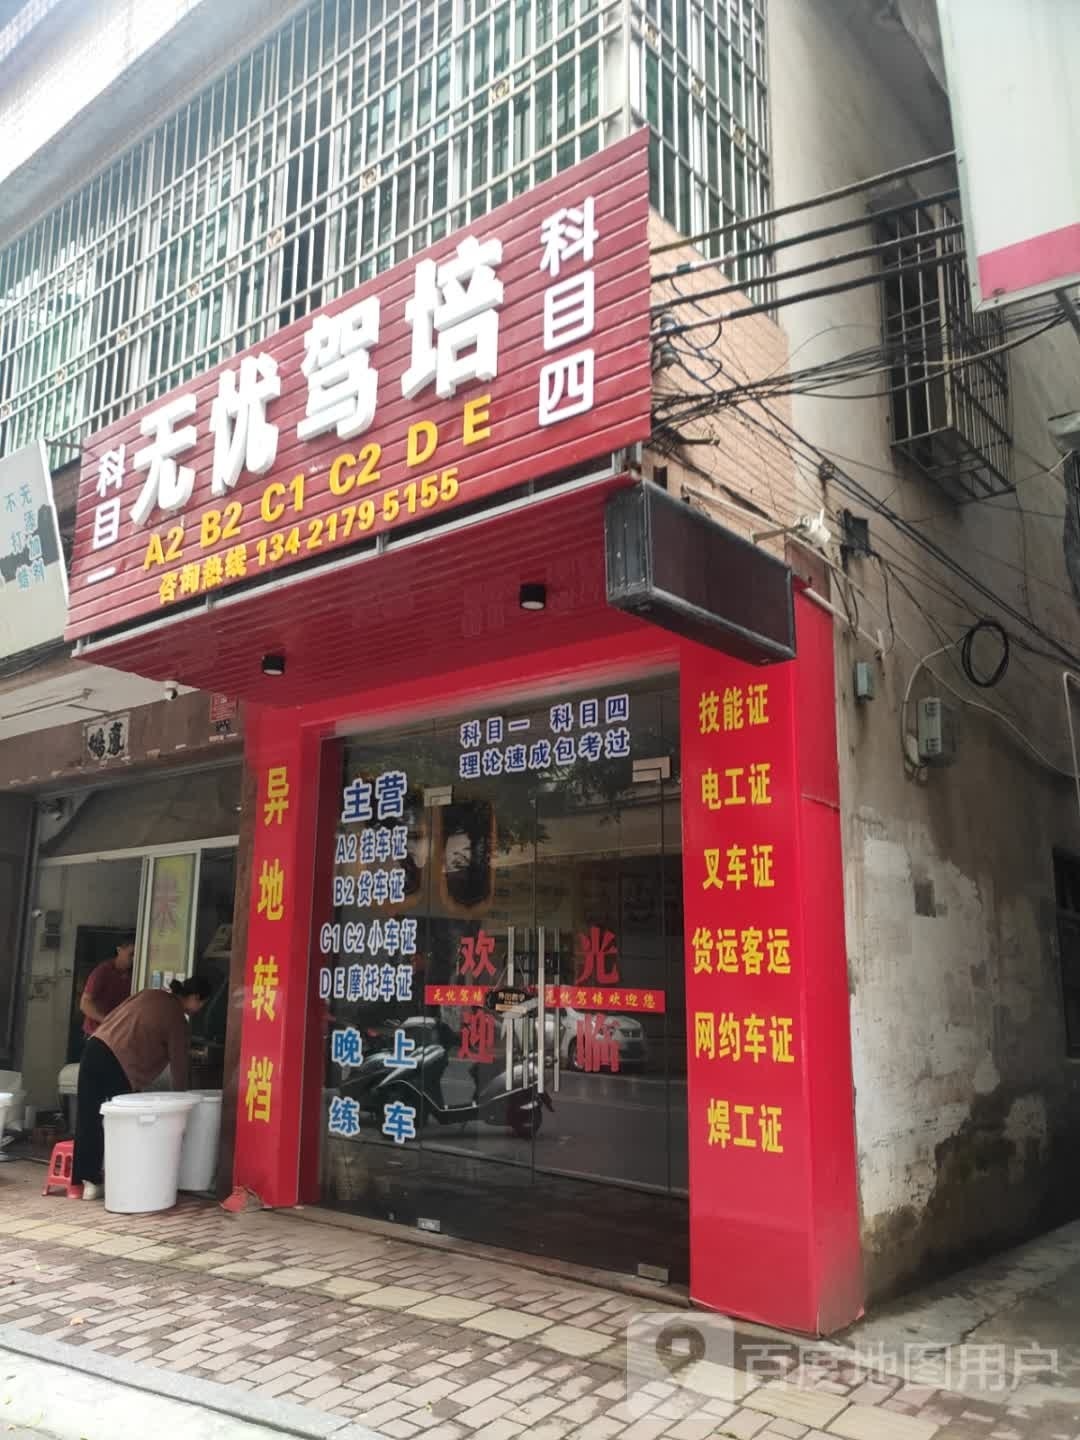 科目一
无忧驾培
科目四
A2 B2 C1 C2 D E
咨询热线 134 2179 5155
异地转档
科目一 科目四
理论速成包考过
主营
A2 挂车证
B2 货车证
C1 C2 小车证
D E 摩托车证
晚上
练车
欢迎
光临
无忧驾培
无忧驾培欢迎您
技能证
电工证
叉车证
货运客运
网约车证
焊工证
百度地图用户